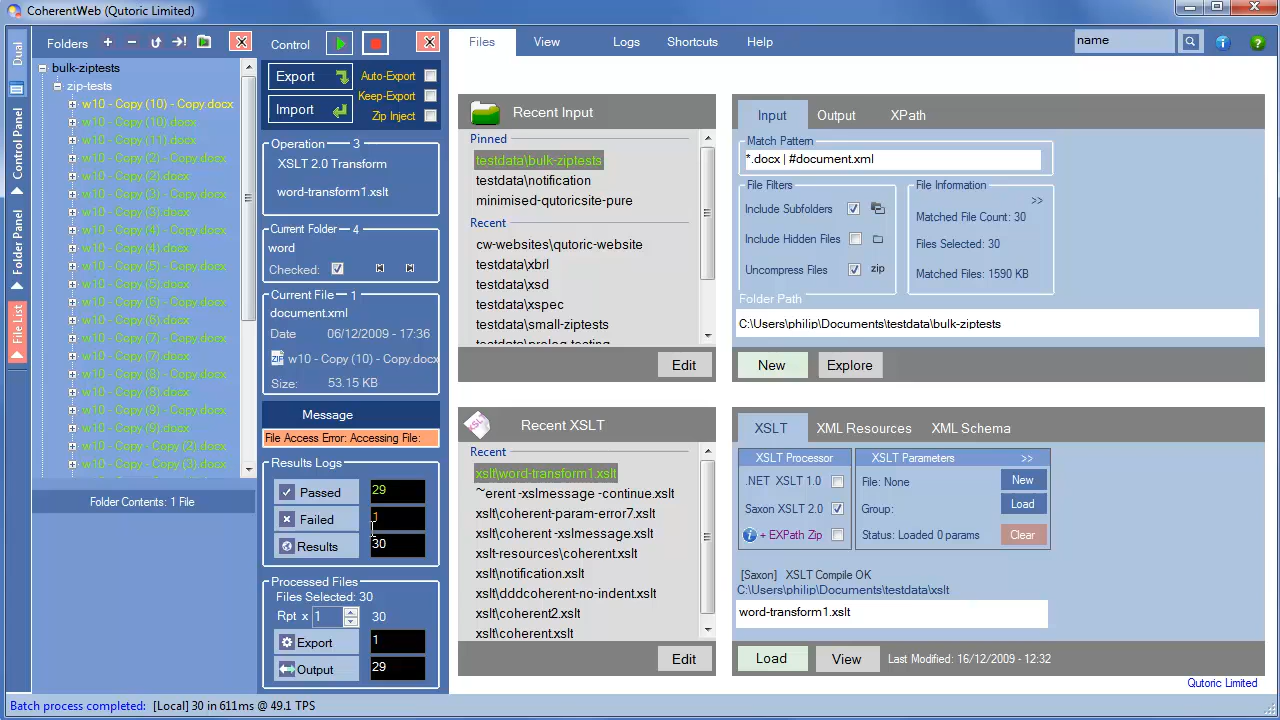 CoherentWeb (Qutoric Limited)
Dual
Control Panel
Folder Panel
File List
Folders
bulk-ziptests
zip-tests
w10 - Copy (10) - Copy.docx
w10 - Copy (10).docx
w10 - Copy (11).docx
w10 - Copy (2) - Copy.docx
w10 - Copy (2).docx
w10 - Copy (3) - Copy.docx
w10 - Copy (3).docx
w10 - Copy (4) - Copy.docx
w10 - Copy (4).docx
w10 - Copy (5) - Copy.docx
w10 - Copy (5).docx
w10 - Copy (6) - Copy.docx
w10 - Copy (6).docx
w10 - Copy (7) - Copy.docx
w10 - Copy (7).docx
w10 - Copy (8) - Copy.docx
w10 - Copy (8).docx
w10 - Copy (9) - Copy.docx
w10 - Copy (9).docx
w10 - Copy - Copy (2).docx
w10 - Copy - Copy (3).docx
Folder Contents: 1 File
Control
Export
Import
Auto-Export
Keep-Export
Zip Inject
Operation 3
XSLT 2.0 Transform
word-transform1.xslt
Current Folder 4
word
Checked:
Current File 1
document.xml
Date 06/12/2009 - 17:36
ZIP
w10 - Copy (10) - Copy.docx
Size: 53.15 KB
Message
File Access Error: Accessing File:
Results Logs
Passed 29
Failed 1
Results 30
Processed Files
Files Selected: 30
Rpt x 1 30
Export 1
Output 29
Files View Logs Shortcuts Help
name
Recent Input
Pinned
testdata\bulk-ziptests
testdata\notification
minimised-qutoricsite-pure
Recent
cw-websites\qutoric-website
testdata\xbrl
testdata\xsd
testdata\xspec
testdata\small-ziptests
testdata\prolog-testing
Edit
Input Output XPath
Match Pattern
*.docx | #document.xml
File Filters
Include Subfolders
Include Hidden Files
Uncompress Files zip
File Information
>>
Matched File Count: 30
Files Selected: 30
Matched Files: 1590 KB
Folder Path
C:\Users\philip\Documents\testdata\bulk-ziptests
New Explore
Recent XSLT
Recent
xslt\word-transform1.xslt
~erent -xslmessage -continue.xslt
xslt\coherent-param-error7.xslt
xslt\coherent -xslmessage.xslt
xslt-resources\coherent.xslt
xslt\notification.xslt
xslt\dddcoherent-no-indent.xslt
xslt\coherent2.xslt
xslt\coherent.xslt
Edit
XSLT XML Resources XML Schema
XSLT Processor
.NET XSLT 1.0
Saxon XSLT 2.0
+ EXPath Zip
XSLT Parameters >>
File: None New
Group: Load
Status: Loaded 0 params Clear
[Saxon] XSLT Compile OK
C:\Users\philip\Documents\testdata\xslt
word-transform1.xslt
Load View Last Modified: 16/12/2009 - 12:32
Qutoric Limited
Batch process completed: [Local] 30 in 611ms @ 49.1 TPS